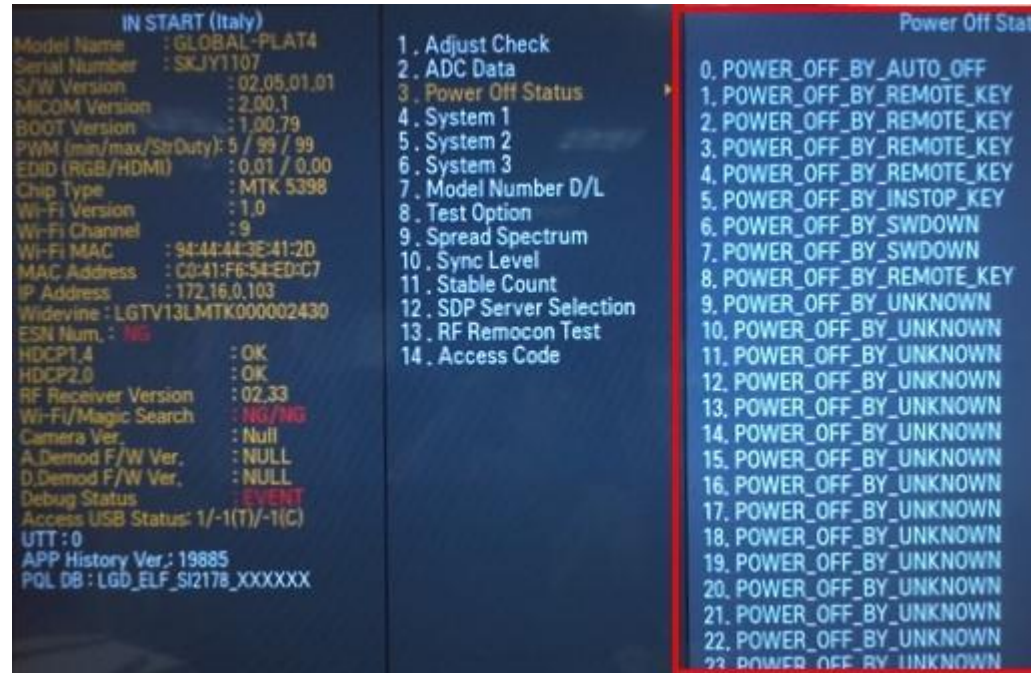 IN START (Italy)
Model Name : GLOBAL-PLAT4
Serial Number : SKJY1107
S/W Version : 02,05,01,01
MICOM Version : 2,00,1
BOOT Version : 1,00,79
PWM (min/max/StrDuty): 5 / 99 / 99
EDID (RGB/HDMI) : 0,01 / 0,00
Chip Type : MTK 5398
Wi-Fi Version : 1,0
Wi-Fi Channel : 9
Wi-Fi MAC : 94:44:44:3E:41:2D
MAC Address : C0:41:F6:54:ED:C7
IP Address : 172,16,0,103
Widevine : LGTV13LMTK000002430
ESN Num, : NG
HDCP1,4 : OK
HDCP2,0 : OK
RF Receiver Version : 02,33
Wi-Fi/Magic Search : NG/NG
Camera Ver, : Null
A,Demod F/W Ver, : NULL
D,Demod F/W Ver, : NULL
Debug Status : EVENT
Access USB Status: 1/-1(T)/-1(C)
UTT : 0
APP History Ver,: 19885
PQL DB : LGD_ELF_SI2178_XXXXXX
1 . Adjust Check
2 . ADC Data
3 . Power Off Status
4 . System 1
5 . System 2
6 . System 3
7 . Model Number D/L
8 . Test Option
9 . Spread Spectrum
10 . Sync Level
11 . Stable Count
12 . SDP Server Selection
13 . RF Remocon Test
14 . Access Code
Power Off Stat
0, POWER_OFF_BY_AUTO_OFF
1, POWER_OFF_BY_REMOTE_KEY
2, POWER_OFF_BY_REMOTE_KEY
3, POWER_OFF_BY_REMOTE_KEY
4, POWER_OFF_BY_REMOTE_KEY
5, POWER_OFF_BY_INSTOP_KEY
6, POWER_OFF_BY_SWDOWN
7, POWER_OFF_BY_SWDOWN
8, POWER_OFF_BY_REMOTE_KEY
9, POWER_OFF_BY_UNKNOWN
10, POWER_OFF_BY_UNKNOWN
11, POWER_OFF_BY_UNKNOWN
12, POWER_OFF_BY_UNKNOWN
13, POWER_OFF_BY_UNKNOWN
14, POWER_OFF_BY_UNKNOWN
15, POWER_OFF_BY_UNKNOWN
16, POWER_OFF_BY_UNKNOWN
17, POWER_OFF_BY_UNKNOWN
18, POWER_OFF_BY_UNKNOWN
19, POWER_OFF_BY_UNKNOWN
20, POWER_OFF_BY_UNKNOWN
21, POWER_OFF_BY_UNKNOWN
22, POWER_OFF_BY_UNKNOWN
23, POWER_OFF_BY_UNKNOWN